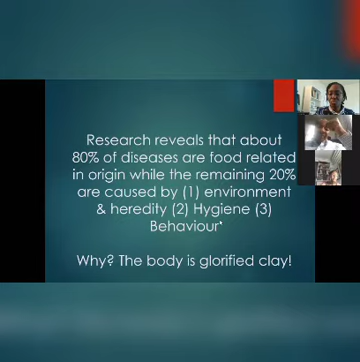 Research reveals that about
80% of diseases are food related
in origin while the remaining 20%
are caused by (1) environment
& heredity (2) Hygiene (3)
Behaviour'
Why? The body is glorified clay!